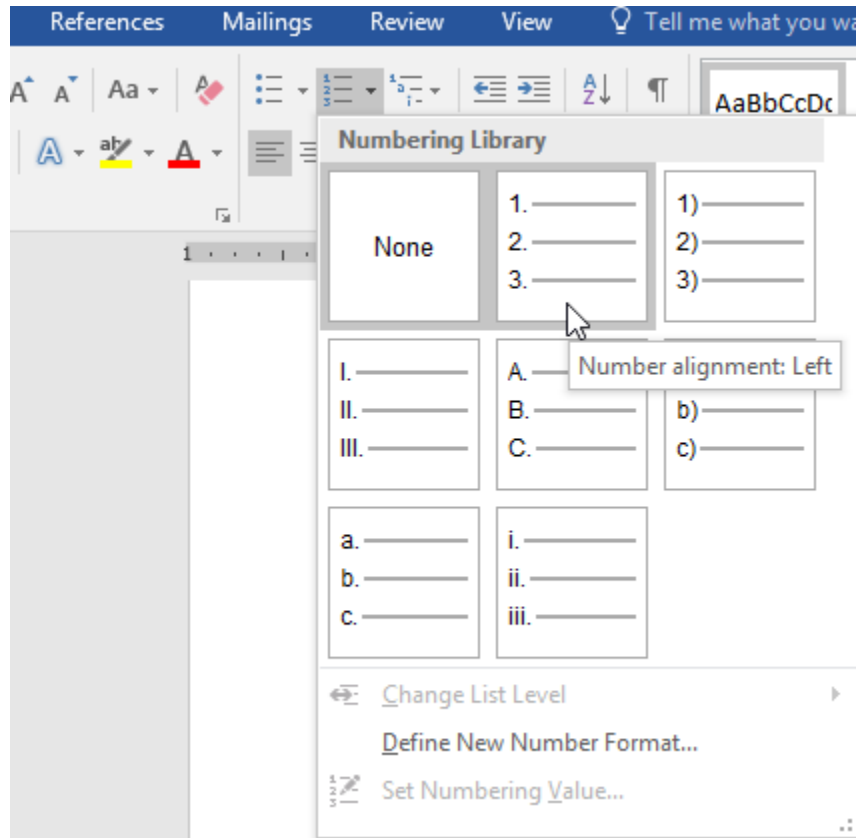 References Mailings Review View Tell me what you wa
Aa
AaBbCcDc
1
Numbering Library
None
1.
2.
3.
1)
2)
3)
Number alignment: Left
I.
II.
III.
A.
B.
C.
b)
c)
a.
b.
c.
i.
ii.
iii.
Change List Level
Define New Number Format...
Set Numbering Value...